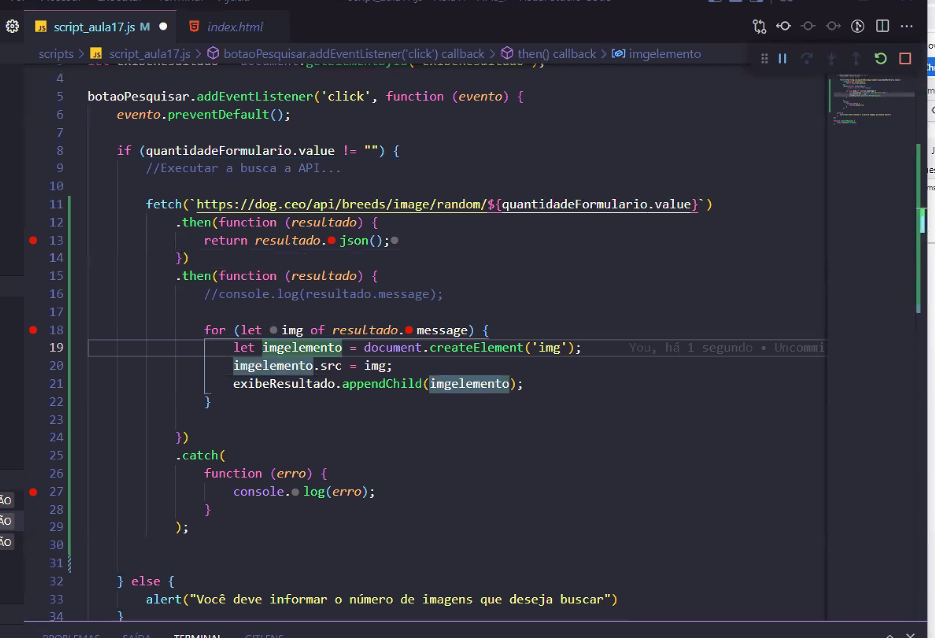 script_aula17.js M
index.html
scripts > script_aula17.js > botaoPesquisar.addEventListener('click') callback > then() callback > imgelemento
4
5 botaoPesquisar.addEventListener('click', function (evento) {
6 evento.preventDefault();
7
8 if (quantidadeFormulario.value != "") {
9 //Executar a busca a API...
10
11 fetch(`https://dog.ceo/api/breeds/image/random/${quantidadeFormulario.value}`)
12 .then(function (resultado) {
13 return resultado.json();
14 })
15 .then(function (resultado) {
16 //console.log(resultado.message);
17
18 for (let img of resultado.message) {
19 let imgelemento = document.createElement('img'); You, há 1 segundo • Uncommi
20 imgelemento.src = img;
21 exibeResultado.appendChild(imgelemento);
22 }
23
24 })
25 .catch(
26 function (erro) {
27 console.log(erro);
28 }
29 );
30
31
32 } else {
33 alert("Você deve informar o número de imagens que deseja buscar")
34 }
ÃO
ÃO
ÃO
PROBLEMAS SAÍDA TERMINAL GITLENS